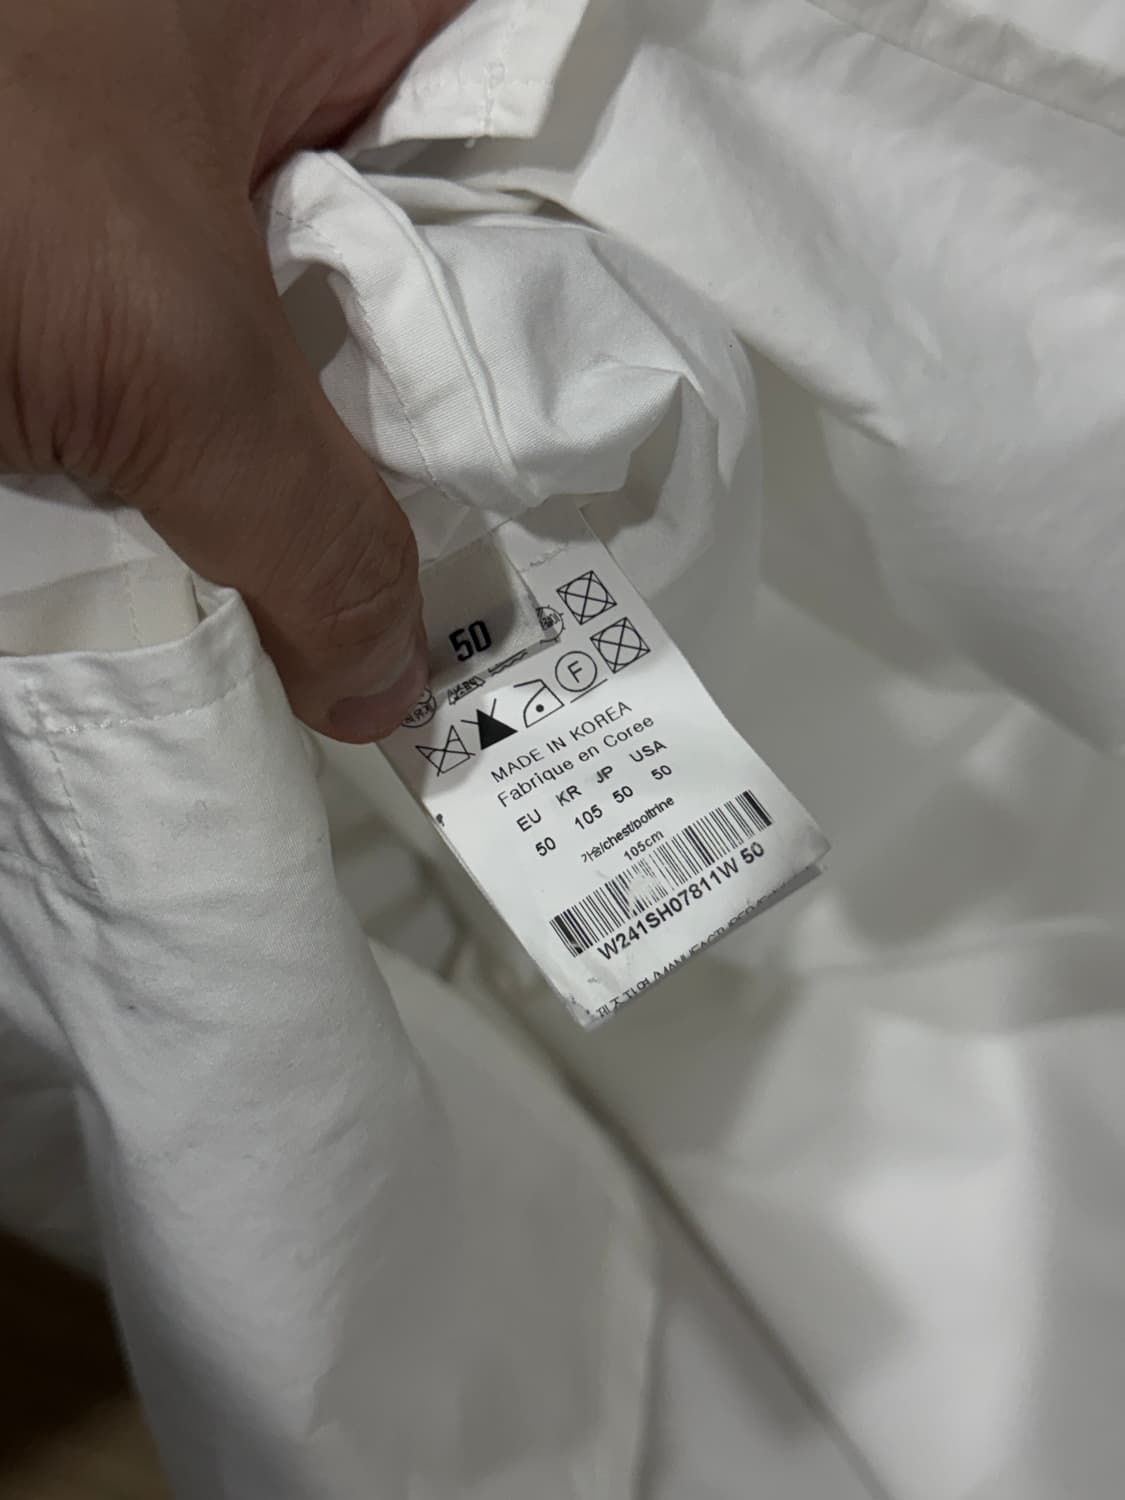 50
F
MADE IN KOREA
Fabrique en Coree
EU KR JP USA
50 105 50 50
가슴/chest/poitrine
105cm
W241SH07811W 50